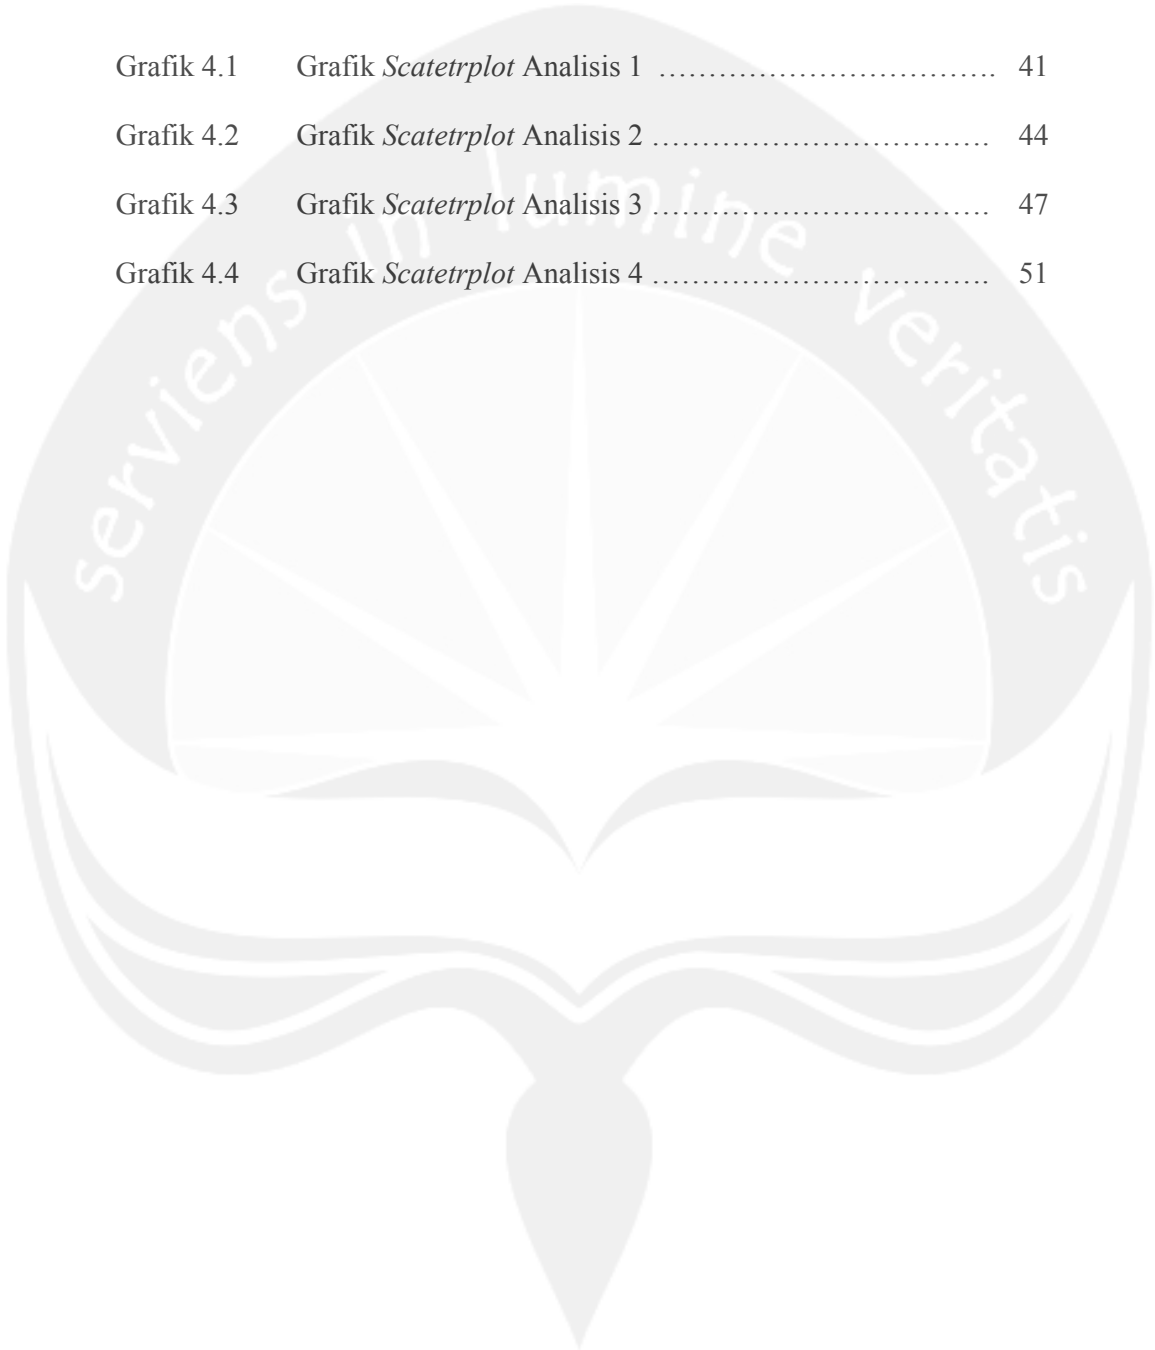 Grafik 4.1 Grafik Scatetrplot Analisis 1 ……………………………. 41
Grafik 4.2 Grafik Scatetrplot Analisis 2 ……………………………. 44
Grafik 4.3 Grafik Scatetrplot Analisis 3 ……………………………. 47
Grafik 4.4 Grafik Scatetrplot Analisis 4 ……………………………. 51
serviens in lumine veritatis